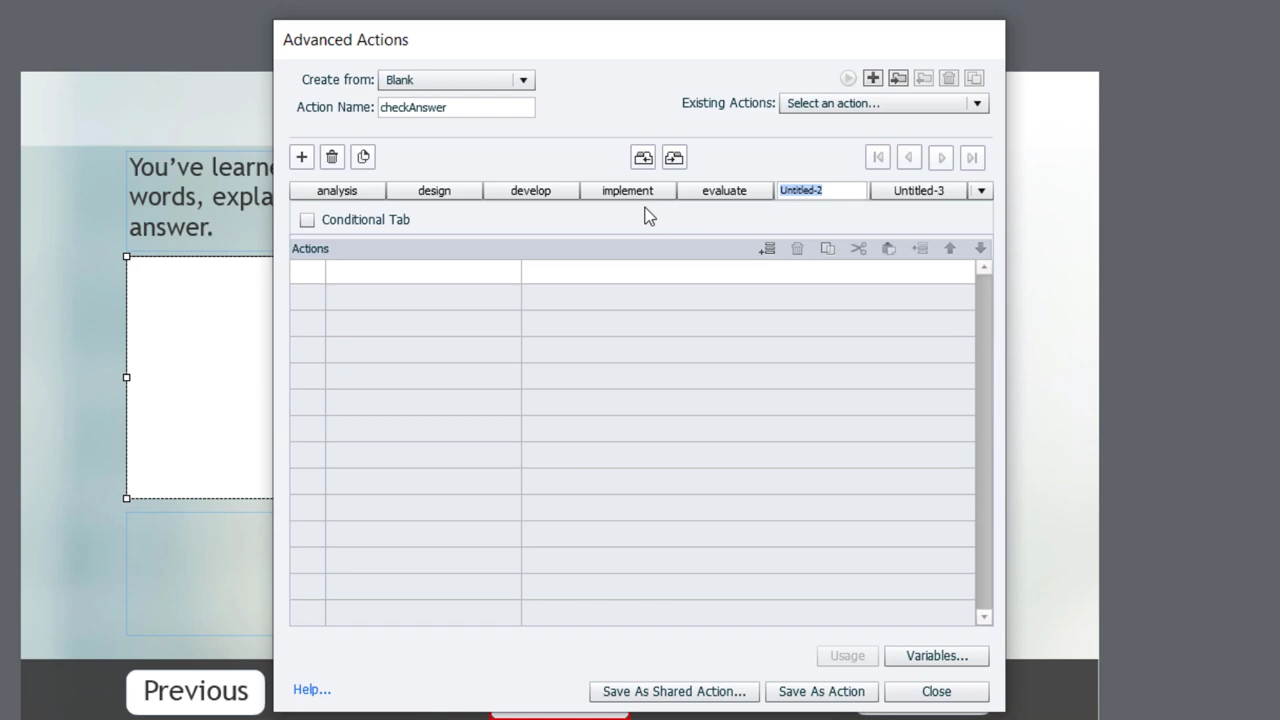 Advanced Actions
Create from: Blank
Action Name: checkAnswer
Existing Actions: Select an action...
analysis design develop implement evaluate Untitled-2 Untitled-3
Conditional Tab
Actions
You've learne
words, expla
answer.
Usage Variables...
Help... Save As Shared Action... Save As Action Close
Previous